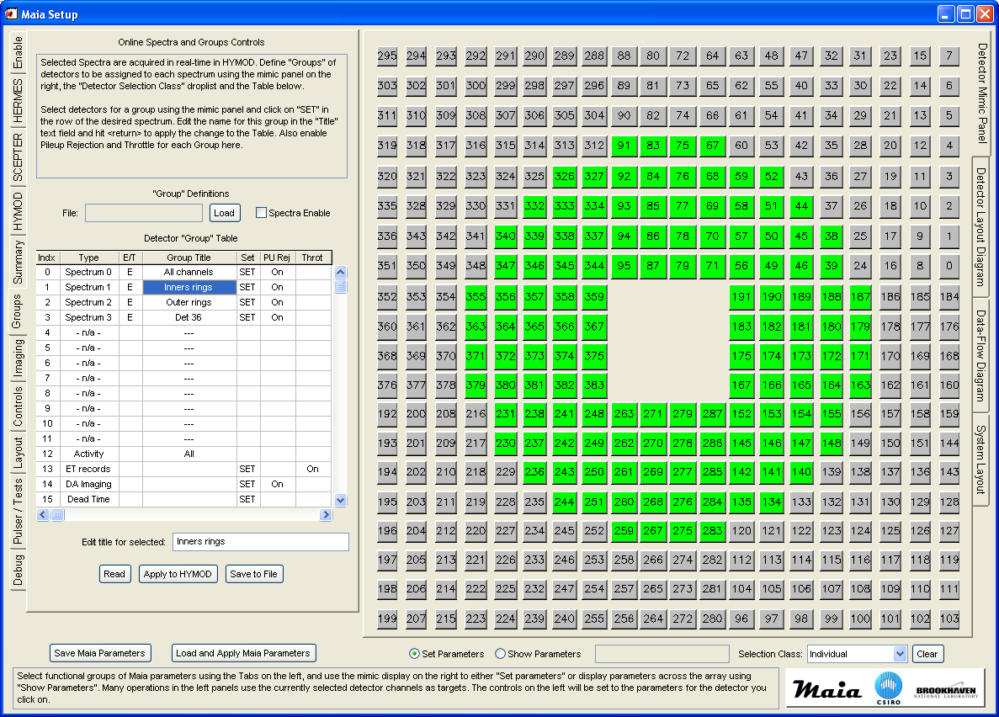 Maia Setup
Enable
HERMES
SCEPTER
HYMOD
Summary
Groups
Imaging
Controls
Layout
Pulser / Tests
Debug
Online Spectra and Groups Controls
Selected Spectra are acquired in real-time in HYMOD. Define "Groups" of
detectors to be assigned to each spectrum using the mimic panel on the
right, the "Detector Selection Class" droplist and the Table below.
Select detectors for a group using the mimic panel and click on "SET" in
the row of the desired spectrum. Edit the name for this group in the "Title"
text field and hit <return> to apply the change to the Table. Also enable
Pileup Rejection and Throttle for each Group here.
"Group" Definitions
File: Load Spectra Enable
Detector "Group" Table
Indx Type E/T Group Title Set PU Rej Throt
0 Spectrum 0 E All channels SET On
1 Spectrum 1 E Inners rings SET On
2 Spectrum 2 E Outer rings SET On
3 Spectrum 3 E Det 36 SET On
4 - n/a - ---
5 - n/a - ---
6 - n/a - ---
7 - n/a - ---
8 - n/a - ---
9 - n/a - ---
10 - n/a - ---
11 - n/a - ---
12 Activity All
13 ET records SET On
14 DA Imaging SET On
15 Dead Time SET
Edit title for selected: Inners rings
Read Apply to HYMOD Save to File
295 294 293 292 291 290 289 288 88 80 72 64 63 48 47 32 31 23 15 7
303 302 301 300 299 298 297 296 89 81 73 65 62 55 40 33 30 22 14 6
311 310 309 308 307 306 305 304 90 82 74 66 61 54 41 34 29 21 13 5
319 318 317 316 315 314 313 312 91 83 75 67 60 53 42 35 28 20 12 4
320 321 322 323 324 325 326 327 92 84 76 68 59 52 43 36 27 19 11 3
335 328 329 330 331 332 333 334 93 85 77 69 58 51 44 37 26 18 10 2
336 343 342 341 340 339 338 337 94 86 78 70 57 50 45 38 25 17 9 1
351 350 349 348 347 346 345 344 95 87 79 71 56 49 46 39 24 16 8 0
352 353 354 355 356 357 358 359 191 190 189 188 187 186 185 184
360 361 362 363 364 365 366 367 183 182 181 180 179 178 177 176
368 369 370 371 372 373 374 375 175 174 173 172 171 170 169 168
376 377 378 379 380 381 382 383 167 166 165 164 163 162 161 160
192 200 208 216 231 238 241 248 263 271 279 287 152 153 154 155 156 157 158 159
193 201 209 217 230 237 242 249 262 270 278 286 145 146 147 148 149 150 151 144
194 202 210 218 229 236 243 250 261 269 277 285 142 141 140 139 138 137 136 143
195 203 211 219 228 235 244 251 260 268 276 284 135 134 133 132 131 130 129 128
196 204 212 220 227 234 245 252 259 267 275 283 120 121 122 123 124 125 126 127
197 205 213 221 226 233 246 253 258 266 274 282 112 113 114 115 116 117 118 119
198 206 214 222 225 232 247 254 257 265 273 281 104 105 106 107 108 109 110 111
199 207 215 223 224 239 240 255 256 264 272 280 96 97 98 99 100 101 102 103
Detector Mimic Panel
Detector Layout Diagram
Data-Flow Diagram
System Layout
Save Maia Parameters Load and Apply Maia Parameters Set Parameters Show Parameters Selection Class: Individual Clear
Select functional groups of Maia parameters using the Tabs on the left, and use the mimic display on the right to either "Set parameters" or display parameters across the array using
"Show Parameters". Many operations in the left panels use the currently selected detector channels as targets. The controls on the left will be set to the parameters for the detector you
click on.
Maia
CSIRO
BROOKHAVEN
NATIONAL LABORATORY